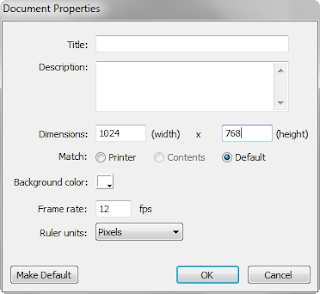 Document Properties
Title:
Description:
Dimensions: 1024 (width) x 768 (height)
Match: Printer Contents Default
Background color:
Frame rate: 12 fps
Ruler units: Pixels
Make Default OK Cancel